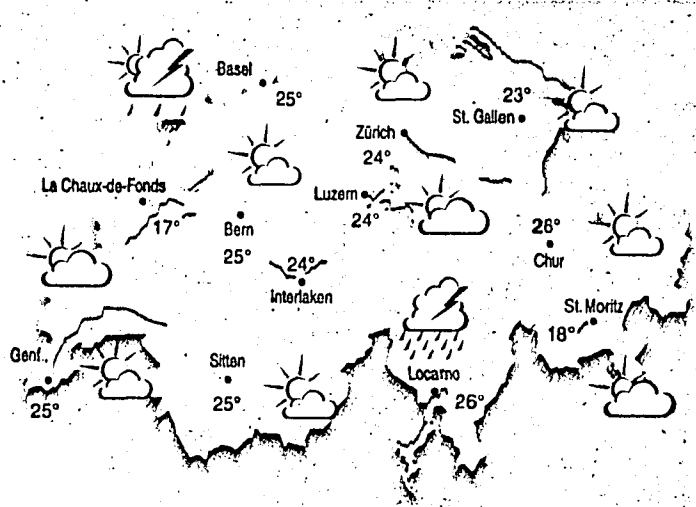 Basel
25°
23°
St. Gallen
Zürich
24°
La Chaux-de-Fonds
17°
Luzern
24°
Bern
25°
26°
Chur
24°
Interlaken
St. Moritz
18°
Genf
25°
Sitten
25°
Locarno
26°